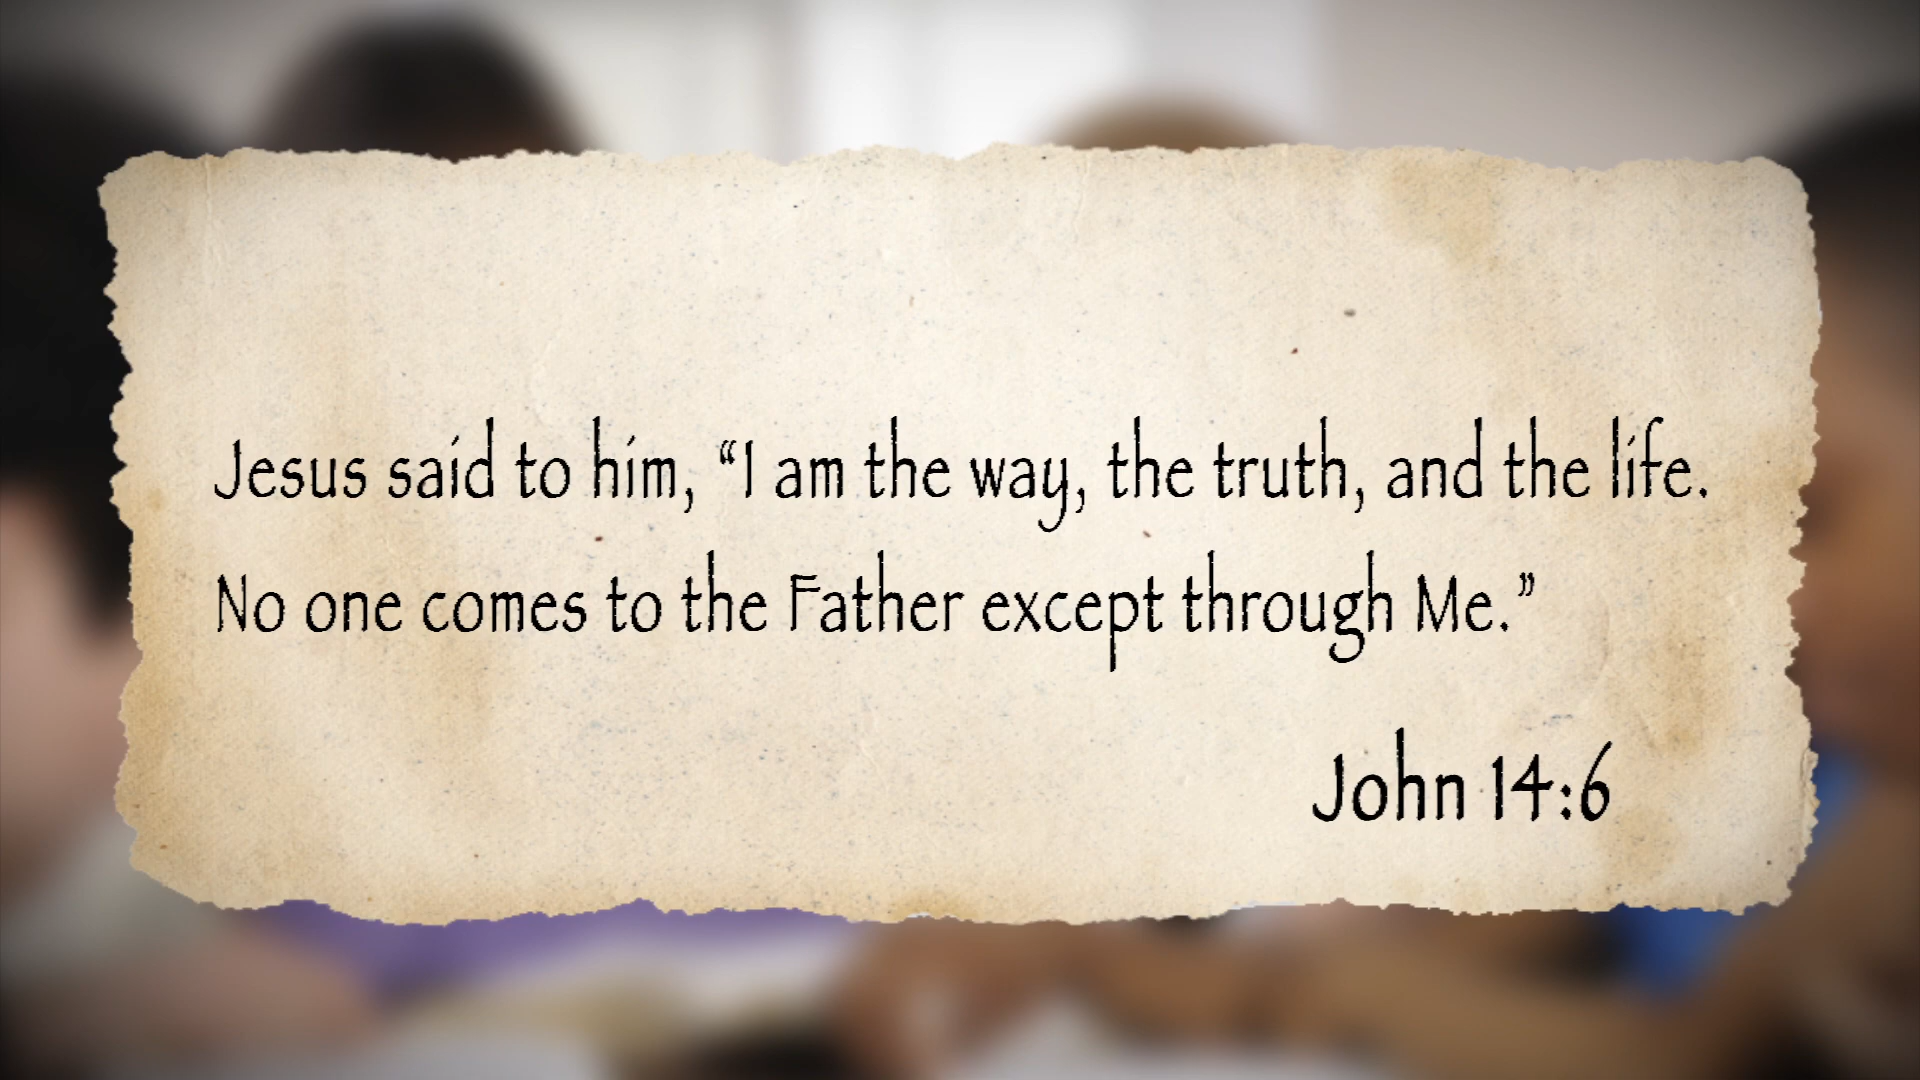 Jesus said to him, “I am the way, the truth, and the life.
No one comes to the Father except through Me.”
John 14:6